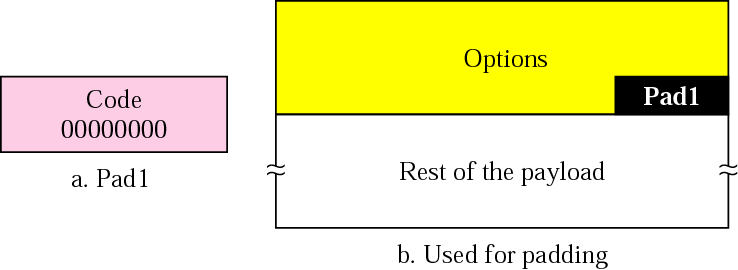 Code
00000000
a. Pad1
Options
Pad1
Rest of the payload
b. Used for padding